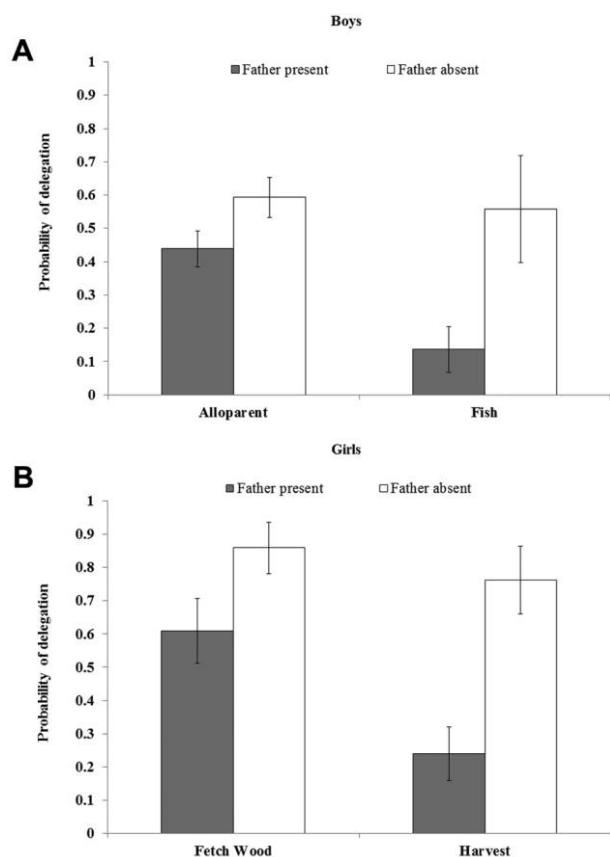 Boys
A
Father present Father absent
1
0.9
0.8
0.7
0.6
0.5
0.4
0.3
0.2
0.1
0
Probability of delegation
Alloparent Fish
Girls
B
Father present Father absent
1
0.9
0.8
0.7
0.6
0.5
0.4
0.3
0.2
0.1
0
Probability of delegation
Fetch Wood Harvest